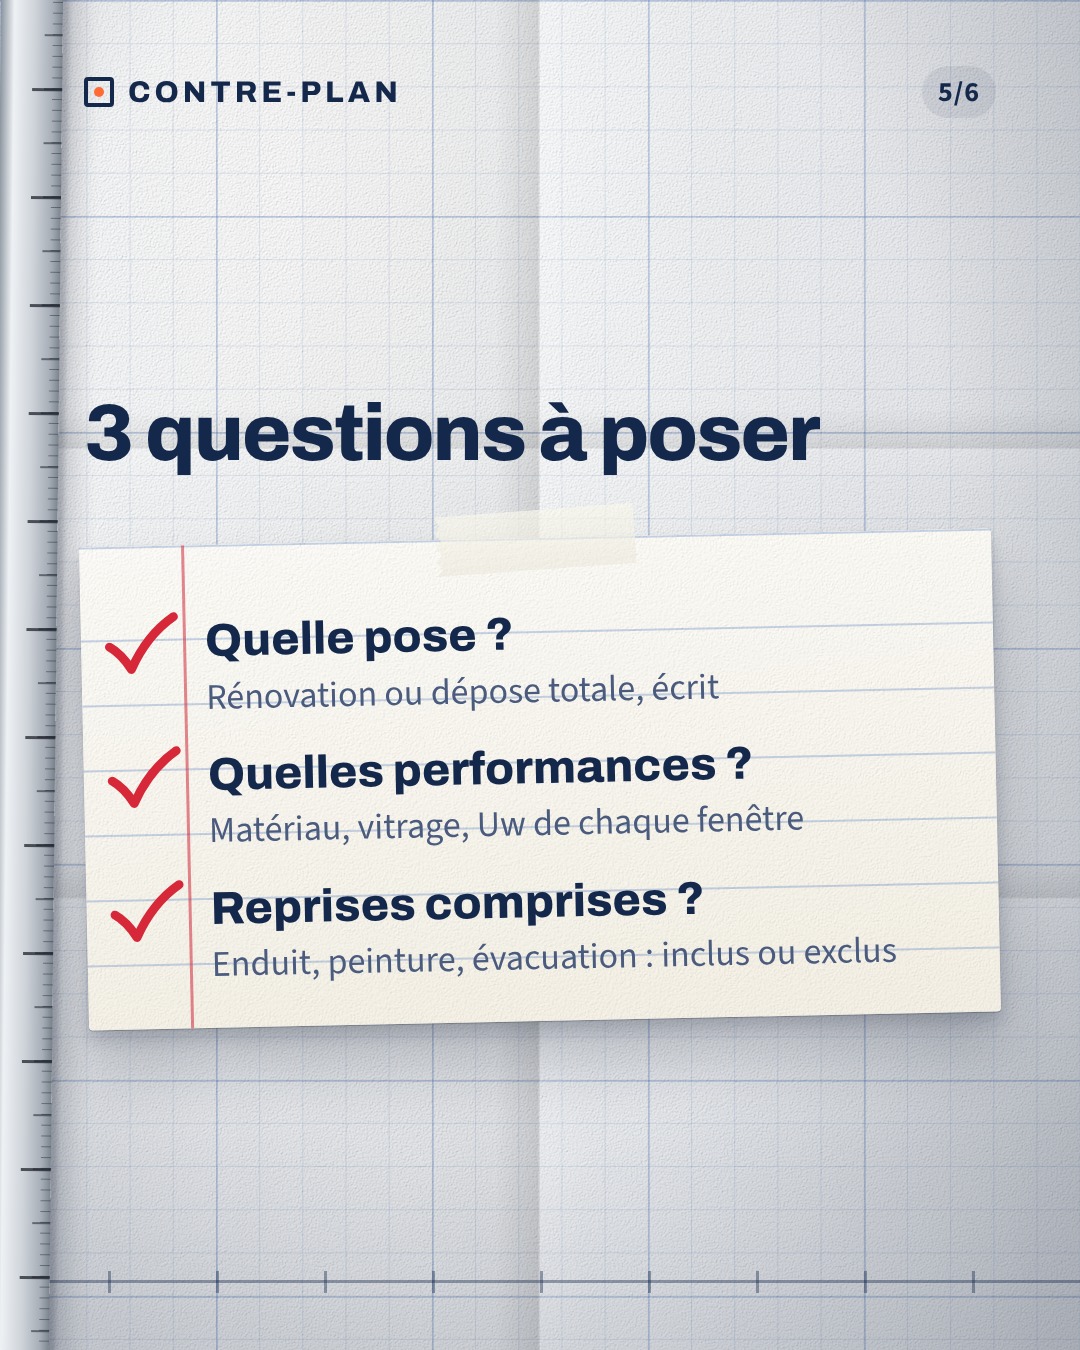 CONTRE-PLAN
5/6
3 questions à poser
Quelle pose ?
Rénovation ou dépose totale, écrit
Quelles performances ?
Matériau, vitrage, Uw de chaque fenêtre
Reprises comprises ?
Enduit, peinture, évacuation : inclus ou exclus